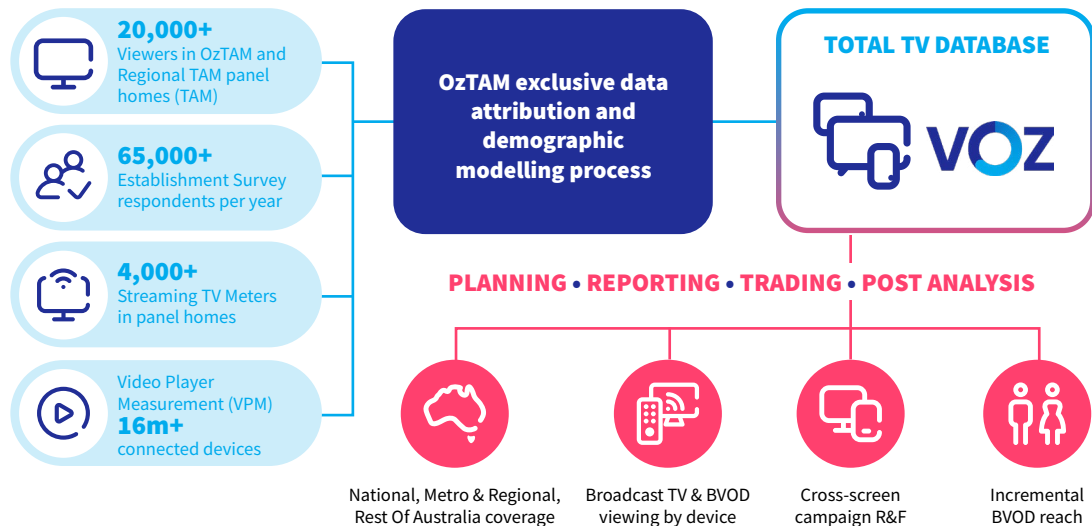 20,000+
Viewers in OzTAM and
Regional TAM panel
homes (TAM)
65,000+
Establishment Survey
respondents per year
4,000+
Streaming TV Meters
in panel homes
Video Player
Measurement (VPM)
16m+
connected devices
OzTAM exclusive data
attribution and
demographic
modelling process
TOTAL TV DATABASE
VOZ
PLANNING • REPORTING • TRADING • POST ANALYSIS
National, Metro & Regional,
Rest Of Australia coverage
Broadcast TV & BVOD
viewing by device
Cross-screen
campaign R&F
Incremental
BVOD reach